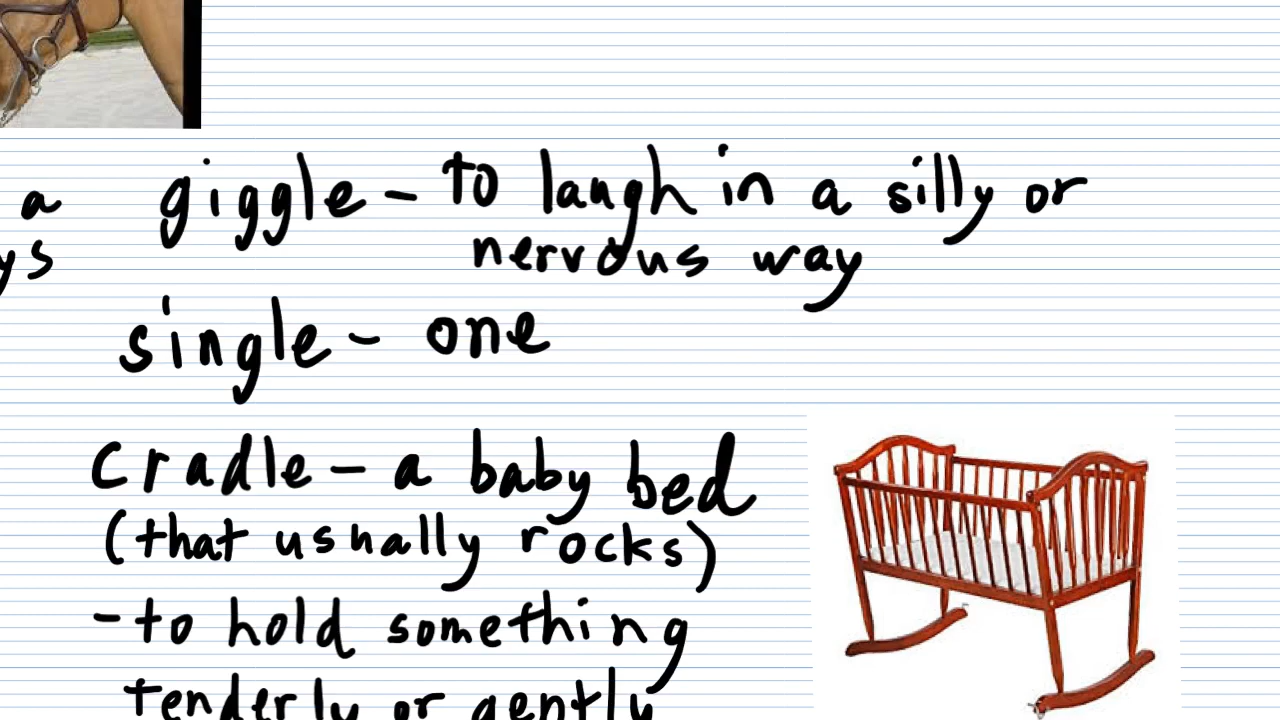 a giggle - to laugh in a silly or
ys nervous way
single - one
cradle - a baby bed
(that usually rocks)
- to hold something
tenderly or gently